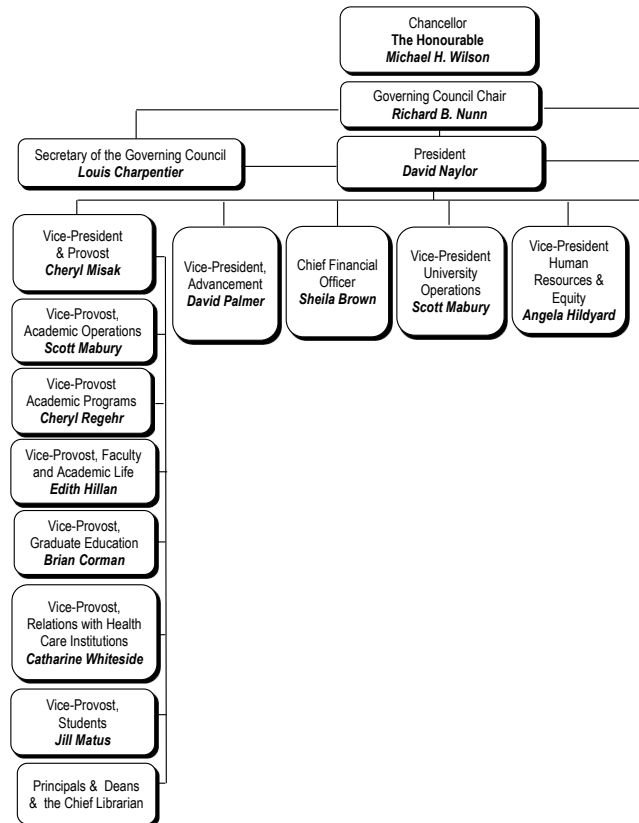 Chancellor
The Honourable
Michael H. Wilson
Governing Council Chair
Richard B. Nunn
Secretary of the Governing Council
Louis Charpentier
President
David Naylor
Vice-President
& Provost
Cheryl Misak
Vice-President,
Advancement
David Palmer
Chief Financial
Officer
Sheila Brown
Vice-President
University
Operations
Scott Mabury
Vice-President
Human
Resources &
Equity
Angela Hildyard
Vice-Provost,
Academic Operations
Scott Mabury
Vice-Provost
Academic Programs
Cheryl Regehr
Vice-Provost, Faculty
and Academic Life
Edith Hillan
Vice-Provost,
Graduate Education
Brian Corman
Vice-Provost,
Relations with Health
Care Institutions
Catharine Whiteside
Vice-Provost,
Students
Jill Matus
Principals & Deans
& the Chief Librarian